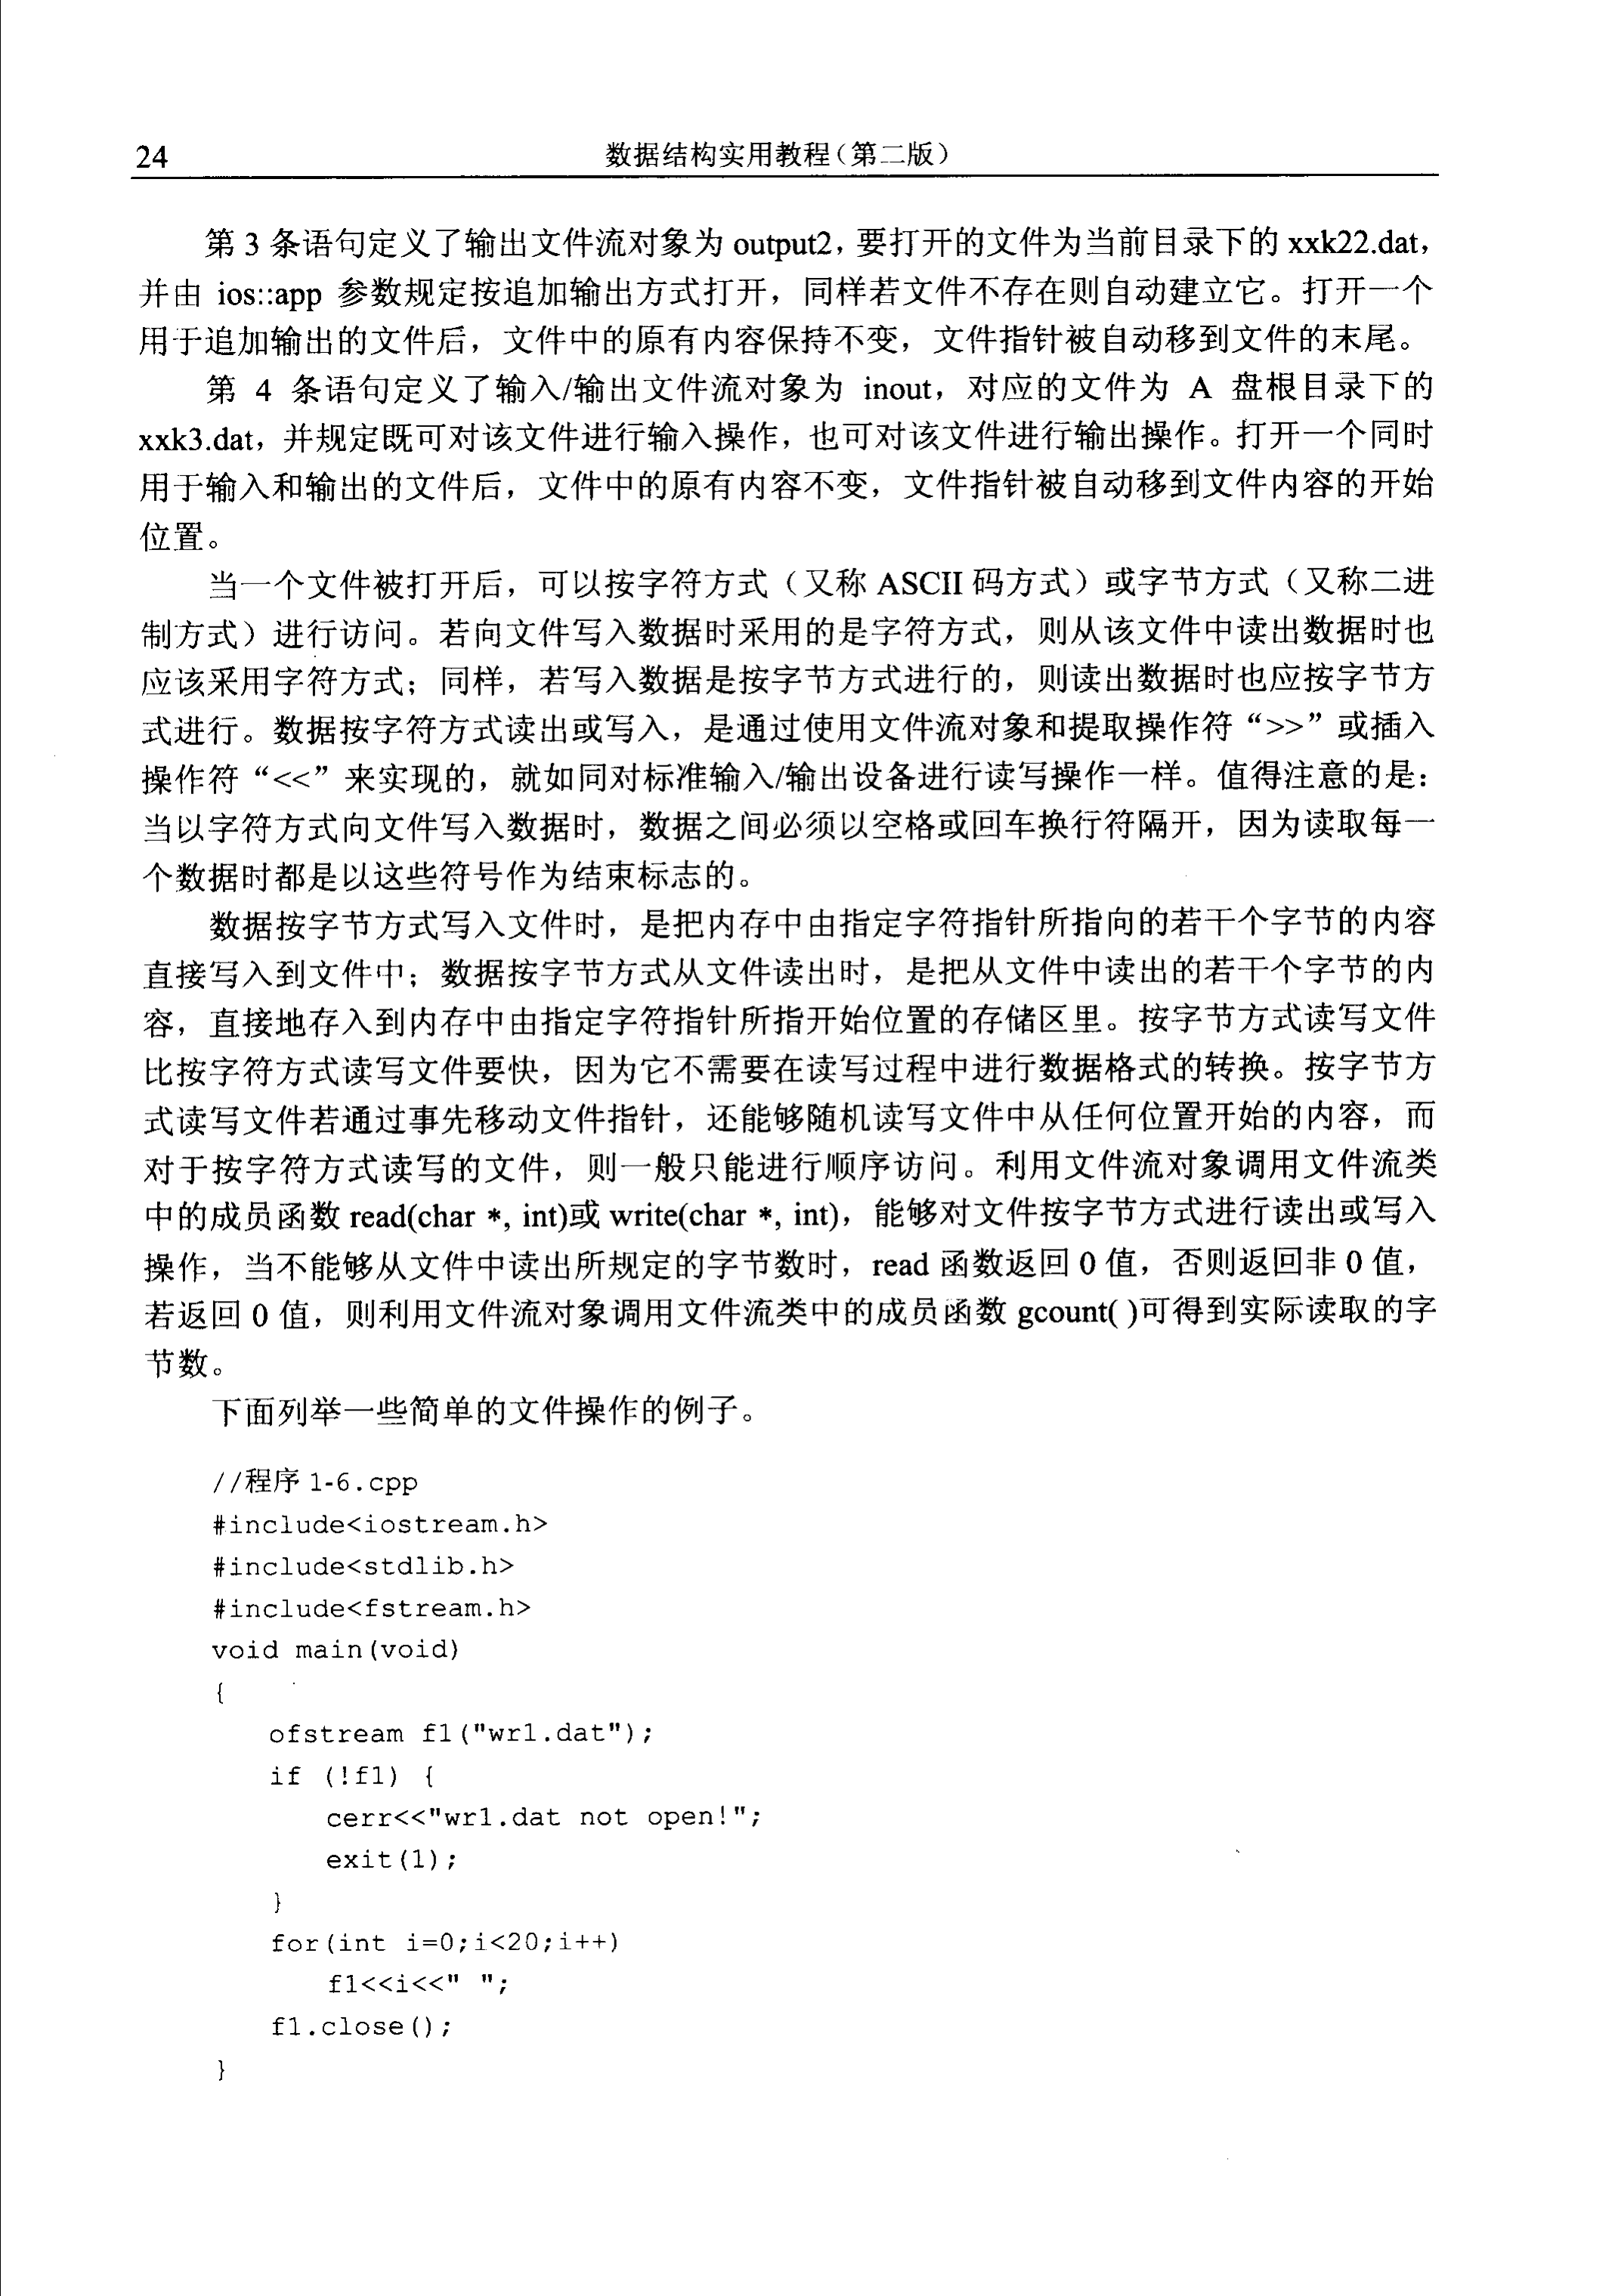 24
数据结构实用教程（第二版）
第 3 条语句定义了输出文件流对象为 output2，要打开的文件为当前目录下的 xxk22.dat，
并由 ios::app 参数规定按追加输出方式打开，同样若文件不存在则自动建立它。打开一个
用于追加输出的文件后，文件中的原有内容保持不变，文件指针被自动移到文件的末尾。
第 4 条语句定义了输入/输出文件流对象为 inout，对应的文件为 A 盘根目录下的
xxk3.dat，并规定既可对该文件进行输入操作，也可对该文件进行输出操作。打开一个同时
用于输入和输出的文件后，文件中的原有内容不变，文件指针被自动移到文件内容的开始
位置。
当一个文件被打开后，可以按字符方式（又称 ASCII 码方式）或字节方式（又称二进
制方式）进行访问。若向文件写入数据时采用的是字符方式，则从该文件中读出数据时也
应该采用字符方式；同样，若写入数据是按字节方式进行的，则读出数据时也应按字节方
式进行。数据按字符方式读出或写入，是通过使用文件流对象和提取操作符“>>”或插入
操作符“<<”来实现的，就如同对标准输入/输出设备进行读写操作一样。值得注意的是：
当以字符方式向文件写入数据时，数据之间必须以空格或回车换行符隔开，因为读取每一
个数据时都是以这些符号作为结束标志的。
数据按字节方式写入文件时，是把内存中由指定字符指针所指向的若干个字节的内容
直接写入到文件中；数据按字节方式从文件读出时，是把从文件中读出的若干个字节的内
容，直接地存入到内存中由指定字符指针所指开始位置的存储区里。按字节方式读写文件
比按字符方式读写文件要快，因为它不需要在读写过程中进行数据格式的转换。按字节方
式读写文件若通过事先移动文件指针，还能够随机读写文件中从任何位置开始的内容，而
对于按字符方式读写的文件，则一般只能进行顺序访问。利用文件流对象调用文件流类
中的成员函数 read(char *, int)或 write(char *, int)，能够对文件按字节方式进行读出或写入
操作，当不能够从文件中读出所规定的字节数时，read 函数返回 0 值，否则返回非 0 值，
若返回 0 值，则利用文件流对象调用文件流类中的成员函数 gcount( )可得到实际读取的字
节数。
下面列举一些简单的文件操作的例子。
//程序 1-6.cpp
#include<iostream.h>
#include<stdlib.h>
#include<fstream.h>
void main(void)
{
ofstream f1("wr1.dat");
if (!f1) {
cerr<<"wr1.dat not open!";
exit(1);
}
for(int i=0;i<20;i++)
f1<<i<<" ";
f1.close();
}